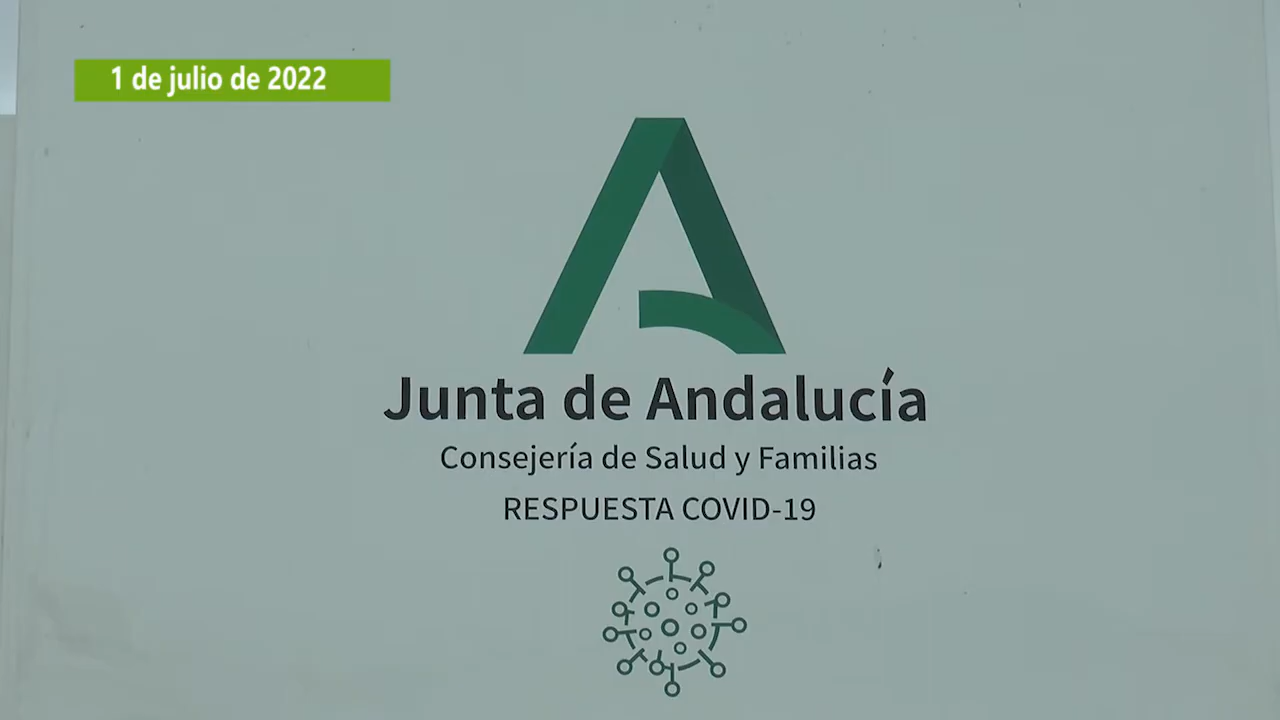 1 de julio de 2022
Junta de Andalucía
Consejería de Salud y Familias
RESPUESTA COVID-19